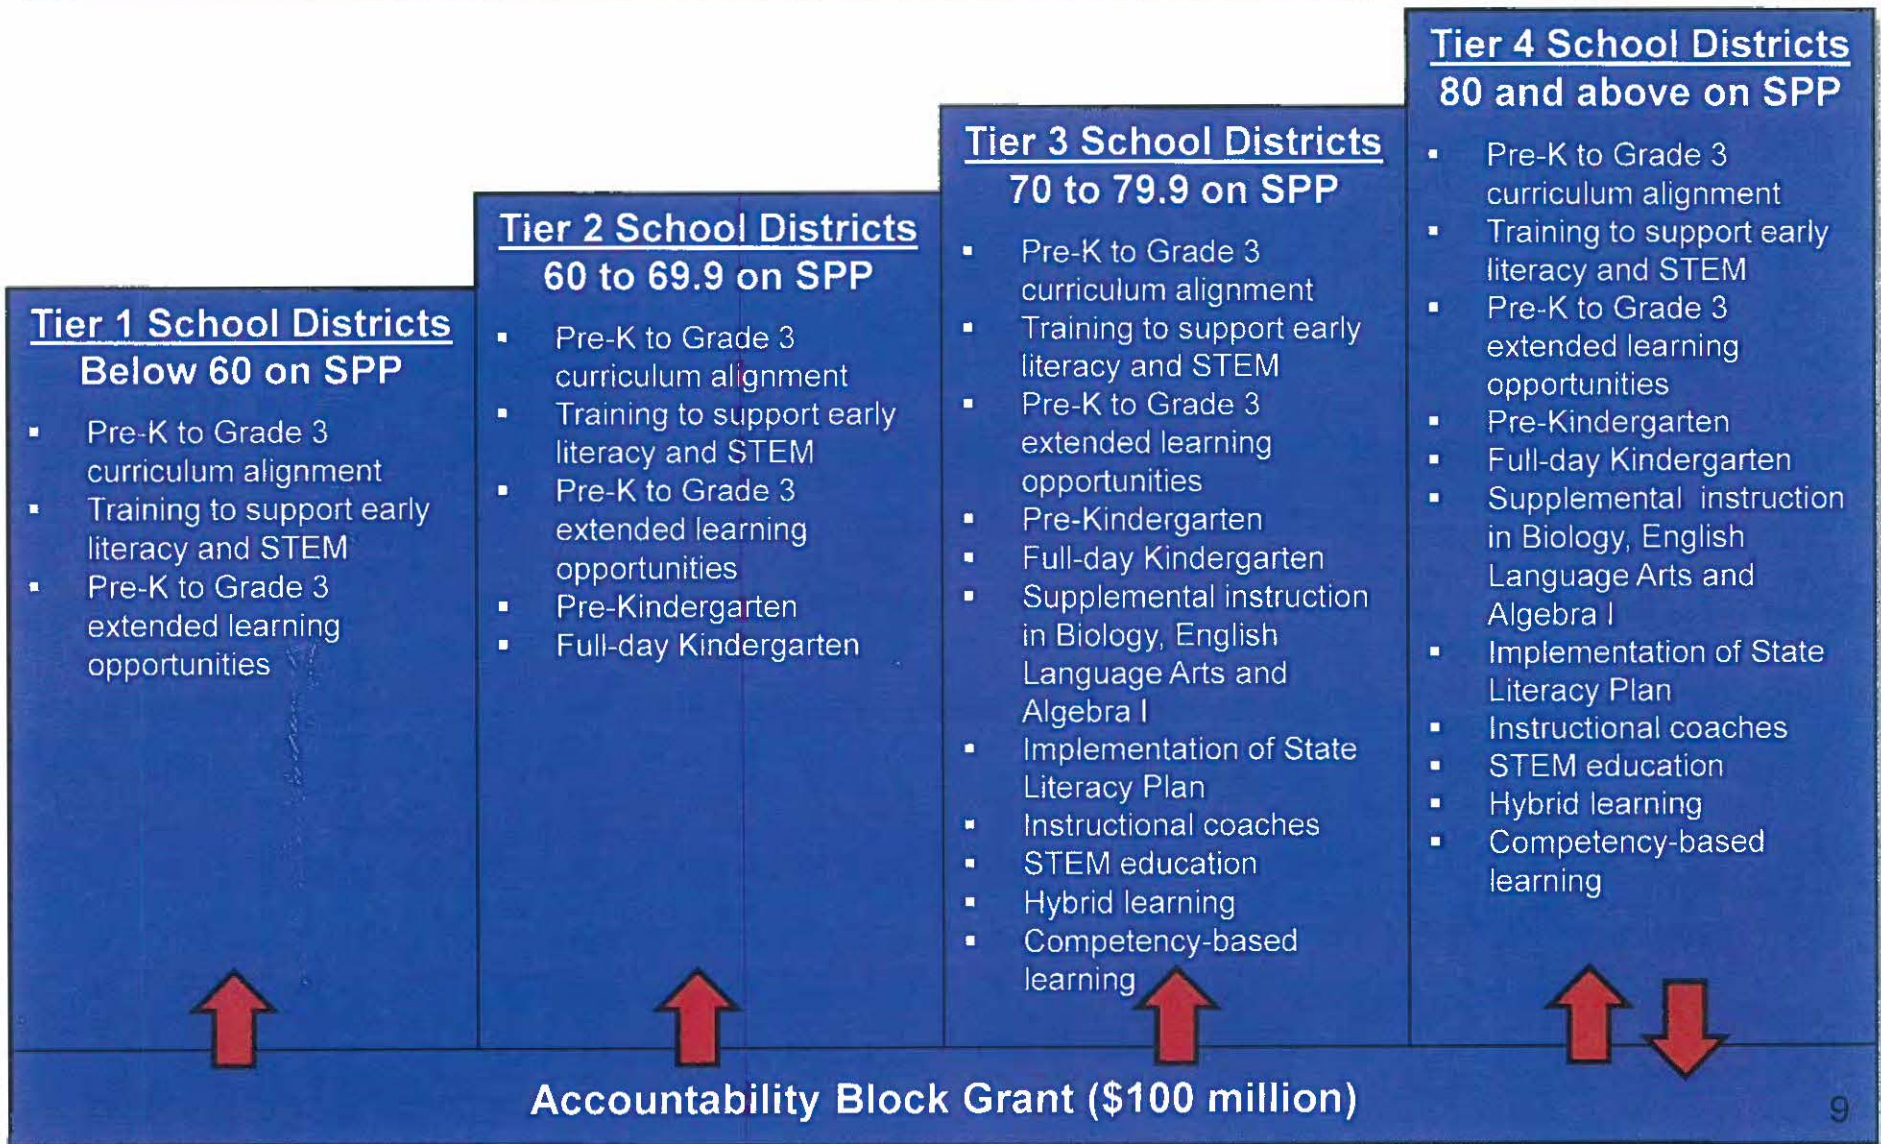 Tier 1 School Districts
Below 60 on SPP
▪ Pre-K to Grade 3
curriculum alignment
▪ Training to support early
literacy and STEM
▪ Pre-K to Grade 3
extended learning
opportunities
Tier 2 School Districts
60 to 69.9 on SPP
▪ Pre-K to Grade 3
curriculum alignment
▪ Training to support early
literacy and STEM
▪ Pre-K to Grade 3
extended learning
opportunities
▪ Pre-Kindergarten
▪ Full-day Kindergarten
Tier 3 School Districts
70 to 79.9 on SPP
▪ Pre-K to Grade 3
curriculum alignment
▪ Training to support early
literacy and STEM
▪ Pre-K to Grade 3
extended learning
opportunities
▪ Pre-Kindergarten
▪ Full-day Kindergarten
▪ Supplemental instruction
in Biology, English
Language Arts and
Algebra I
▪ Implementation of State
Literacy Plan
▪ Instructional coaches
▪ STEM education
▪ Hybrid learning
▪ Competency-based
learning
Tier 4 School Districts
80 and above on SPP
▪ Pre-K to Grade 3
curriculum alignment
▪ Training to support early
literacy and STEM
▪ Pre-K to Grade 3
extended learning
opportunities
▪ Pre-Kindergarten
▪ Full-day Kindergarten
▪ Supplemental instruction
in Biology, English
Language Arts and
Algebra I
▪ Implementation of State
Literacy Plan
▪ Instructional coaches
▪ STEM education
▪ Hybrid learning
▪ Competency-based
learning
Accountability Block Grant ($100 million)
9